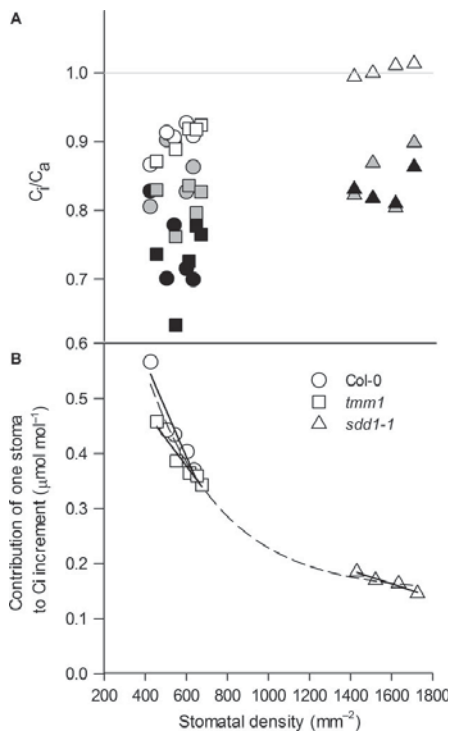 A
1.0
0.9
0.8
0.7
0.6
Ci/Ca
B
0.5
0.4
0.3
0.2
0.1
0.0
Contribution of one stoma
to Ci increment (μmol mol⁻¹)
Col-0
tmm1
sdd1-1
200 400 600 800 1000 1200 1400 1600 1800
Stomatal density (mm⁻²)